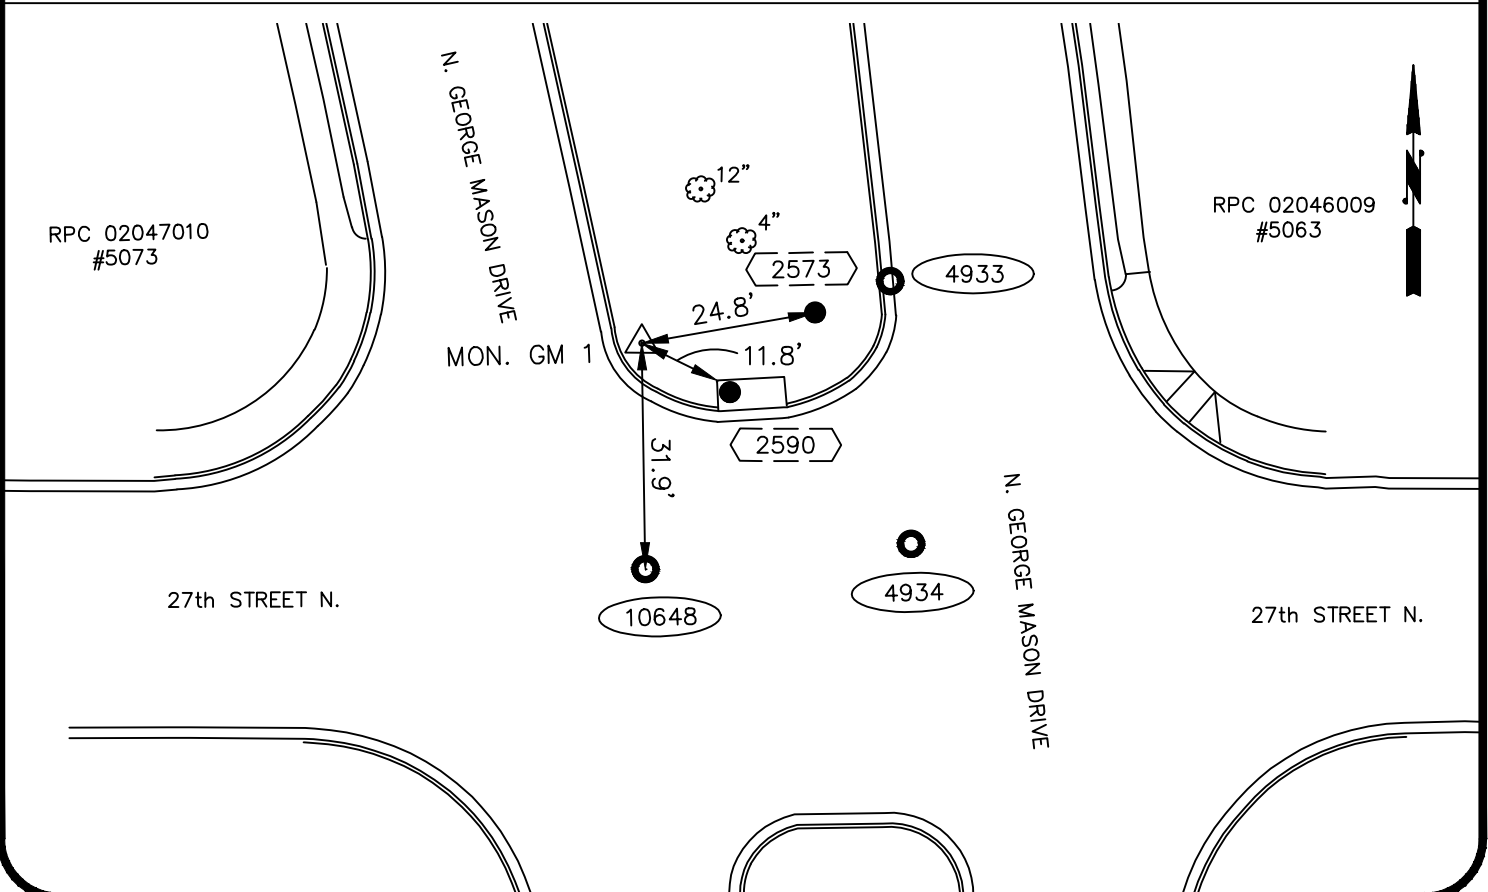 N. GEORGE MASON DRIVE
12”
4”
RPC 02047010
#5073
RPC 02046009
#5063
N
2573
4933
24.8’
MON. GM 1
11.8’
2590
31.9’
N. GEORGE MASON DRIVE
27th STREET N.
10648
4934
27th STREET N.